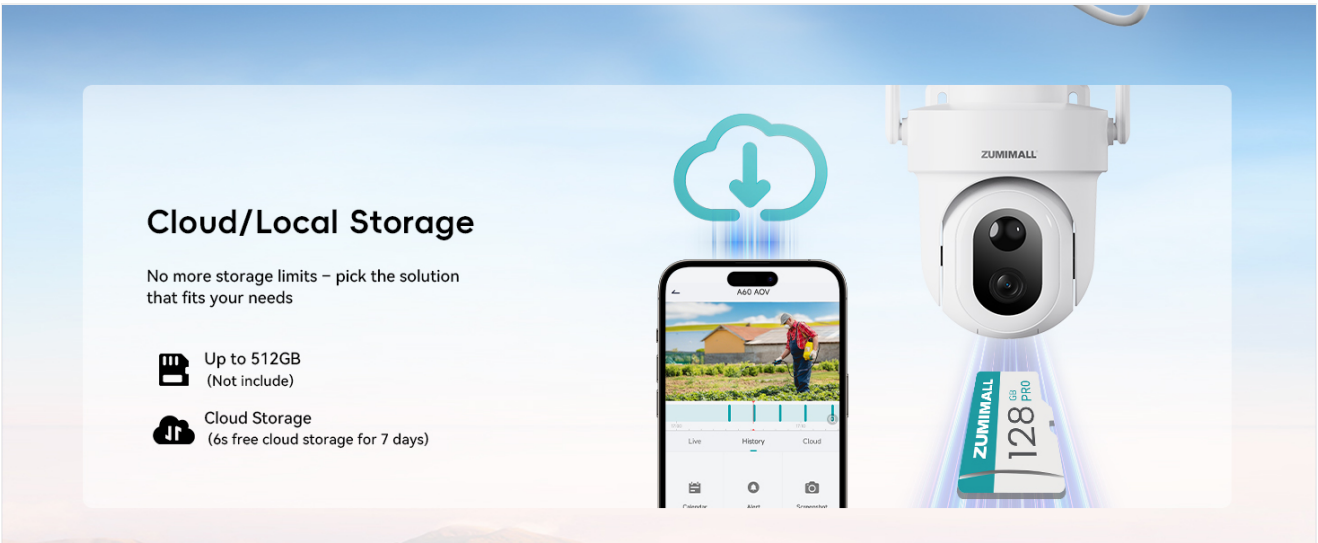 Cloud/Local Storage
No more storage limits – pick the solution
that fits your needs
Up to 512GB
(Not include)
Cloud Storage
(6s free cloud storage for 7 days)
A60 AOV
Live
History
Cloud
Calendar
Alert
Screenshot
ZUMIMALL
ZUMIMALL
128
GB
PRO